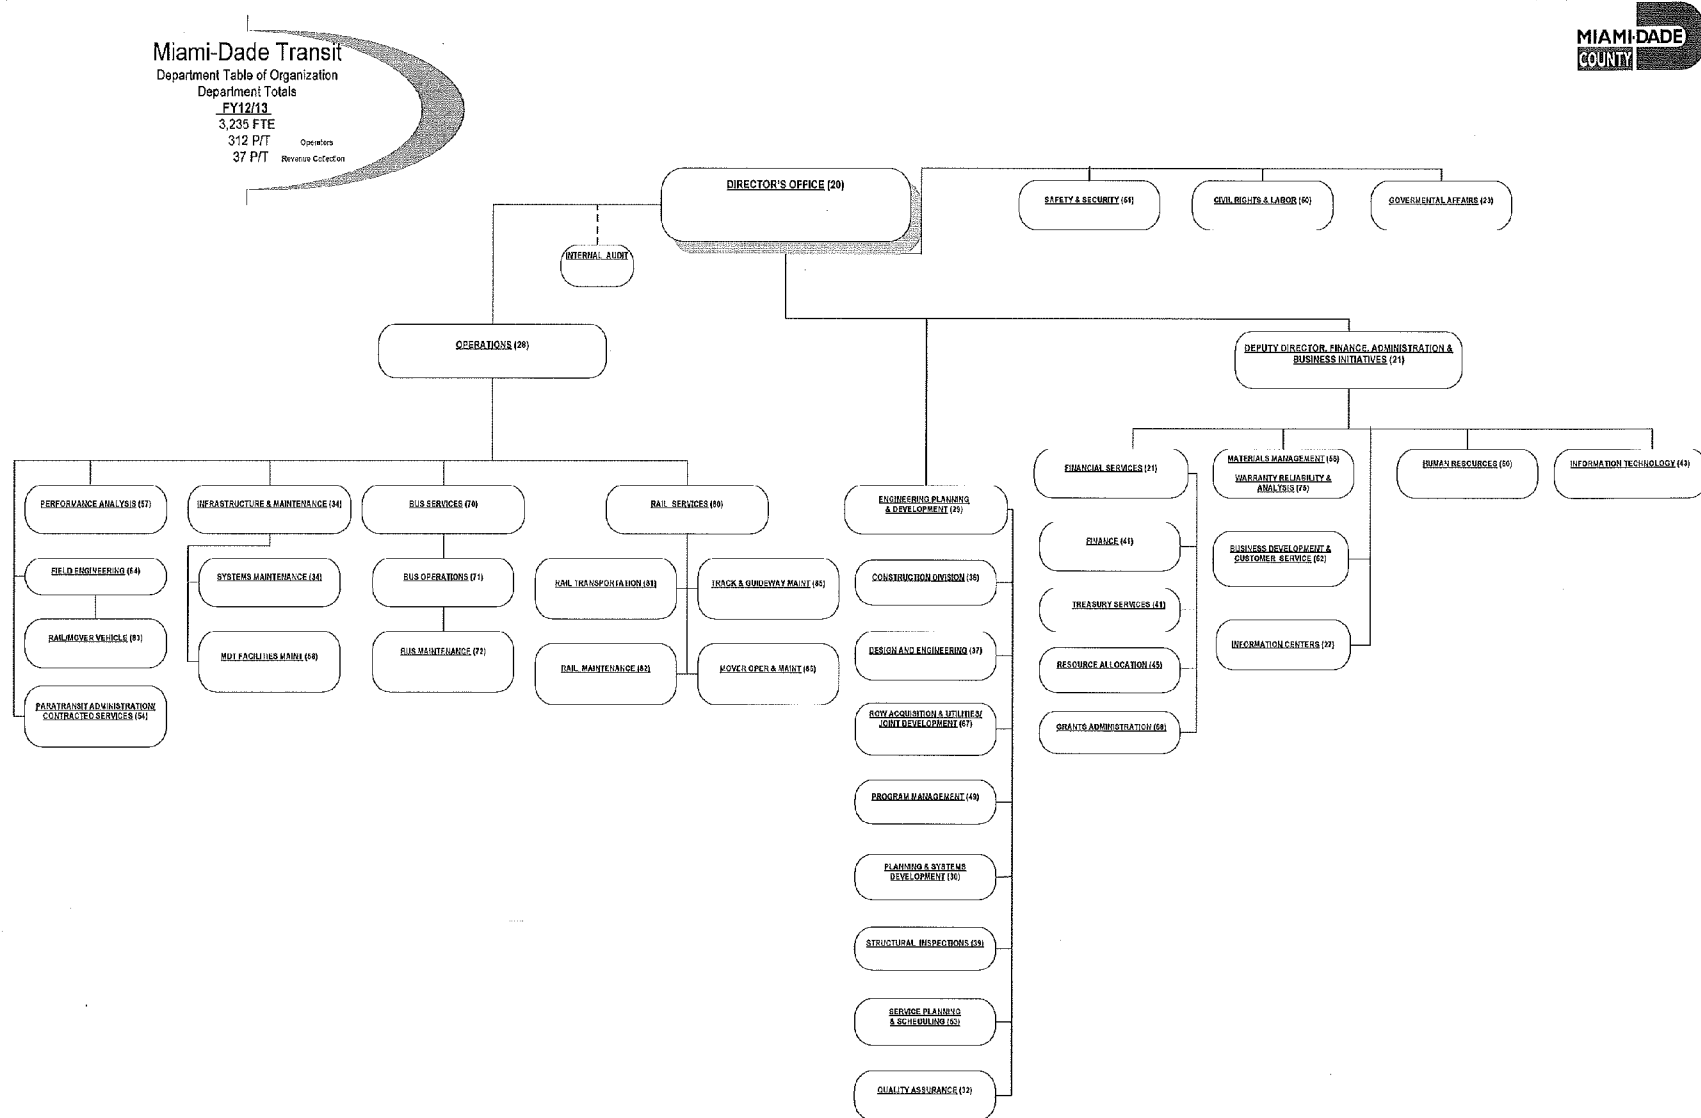 Miami-Dade Transit
Department Table of Organization
Department Totals
FY12/13
3,235 FTE
312 P/T Operators
37 P/T Revenue Collection
MIAMI-DADE
COUNTY
DIRECTOR'S OFFICE (20)
SAFETY & SECURITY (51)
CIVIL RIGHTS & LABOR (60)
GOVERMENTAL AFFAIRS (23)
INTERNAL AUDIT
OPERATIONS (28)
DEPUTY DIRECTOR, FINANCE, ADMINISTRATION &
BUSINESS INITIATIVES (21)
PERFORMANCE ANALYSIS (57)
INFRASTRUCTURE & MAINTENANCE (34)
BUS SERVICES (70)
RAIL SERVICES (80)
FIELD ENGINEERING (64)
SYSTEMS MAINTENANCE (34)
BUS OPERATIONS (71)
RAIL TRANSPORTATION (81)
TRACK & GUIDEWAY MAINT (85)
RAIL/MOVER VEHICLE (83)
MDT FACILITIES MAINT (58)
BUS MAINTENANCE (72)
RAIL MAINTENANCE (82)
MOVER OPER & MAINT (65)
PARATRANSIT ADMINISTRATION/
CONTRACTED SERVICES (54)
ENGINEERING PLANNING
& DEVELOPMENT (29)
CONSTRUCTION DIVISION (36)
DESIGN AND ENGINEERING (37)
ROW ACQUISITION & UTILITIES/
JOINT DEVELOPMENT (67)
PROGRAM MANAGEMENT (49)
PLANNING & SYSTEMS
DEVELOPMENT (30)
STRUCTURAL INSPECTIONS (39)
SERVICE PLANNING
& SCHEDULING (53)
QUALITY ASSURANCE (32)
FINANCIAL SERVICES (21)
FINANCE (41)
TREASURY SERVICES (41)
RESOURCE ALLOCATION (45)
GRANTS ADMINISTRATION (68)
MATERIALS MANAGEMENT (55)
WARRANTY RELIABILITY &
ANALYSIS (75)
BUSINESS DEVELOPMENT &
CUSTOMER SERVICE (52)
INFORMATION CENTERS (27)
HUMAN RESOURCES (50)
INFORMATION TECHNOLOGY (43)